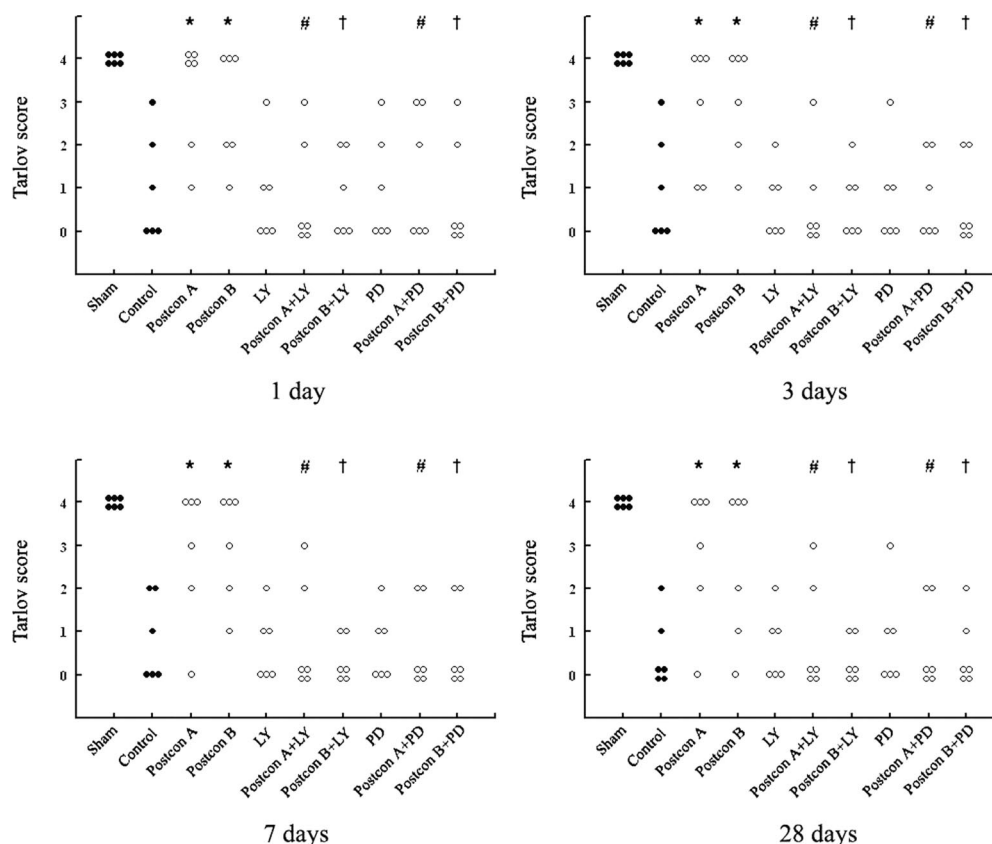 * * # † # †
4
3
2
1
0
Tarlov score
Sham
Control
Postcon A
Postcon B
LY
Postcon A+LY
Postcon B+LY
PD
Postcon A+PD
Postcon B+PD
1 day
* * # † # †
4
3
2
1
0
Tarlov score
Sham
Control
Postcon A
Postcon B
LY
Postcon A+LY
Postcon B+LY
PD
Postcon A+PD
Postcon B+PD
3 days
* * # † # †
4
3
2
1
0
Tarlov score
Sham
Control
Postcon A
Postcon B
LY
Postcon A+LY
Postcon B+LY
PD
Postcon A+PD
Postcon B+PD
7 days
* * # † # †
4
3
2
1
0
Tarlov score
Sham
Control
Postcon A
Postcon B
LY
Postcon A+LY
Postcon B+LY
PD
Postcon A+PD
Postcon B+PD
28 days